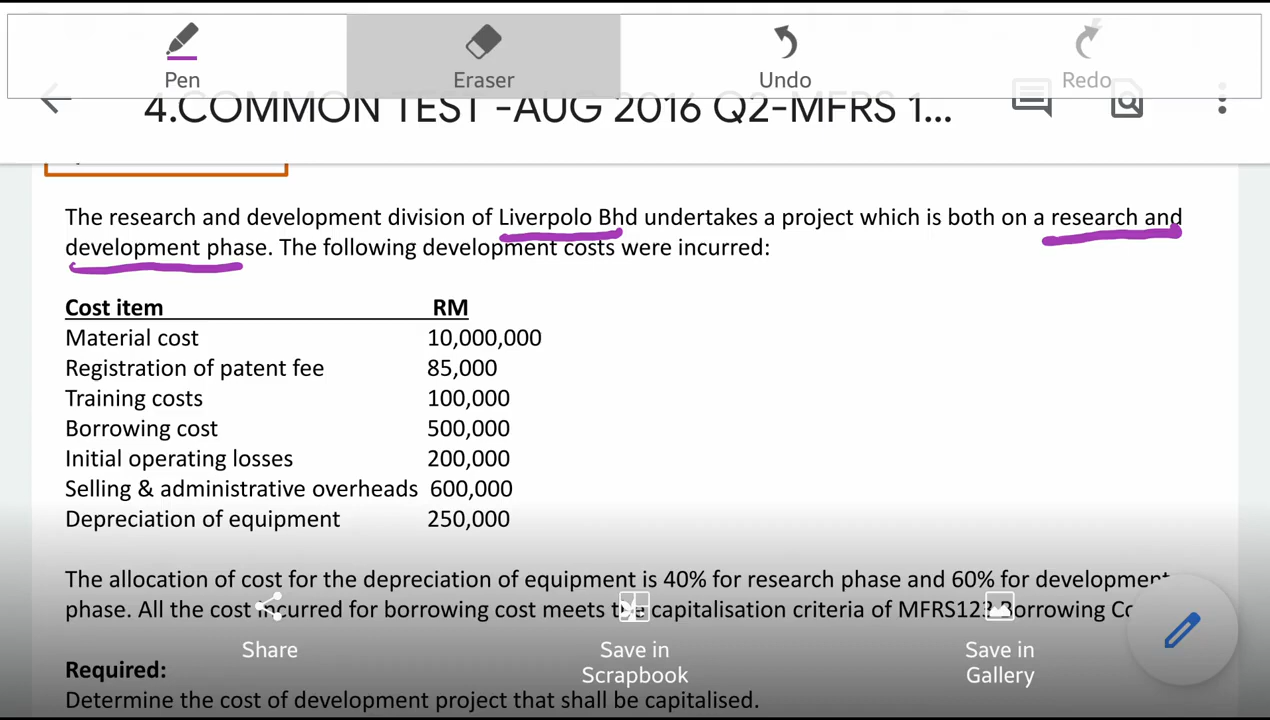 Pen
Eraser
Undo
Redo
4.COMMON TEST -AUG 2016 Q2-MFRS 1...
The research and development division of Liverpolo Bhd undertakes a project which is both on a research and
development phase. The following development costs were incurred:
Cost item RM
Material cost 10,000,000
Registration of patent fee 85,000
Training costs 100,000
Borrowing cost 500,000
Initial operating losses 200,000
Selling & administrative overheads 600,000
Depreciation of equipment 250,000
The allocation of cost for the depreciation of equipment is 40% for research phase and 60% for development
phase. All the cost incurred for borrowing cost meets the capitalisation criteria of MFRS123 Borrowing
Share
Save in
Scrapbook
Save in
Gallery
Required:
Determine the cost of development project that shall be capitalised.